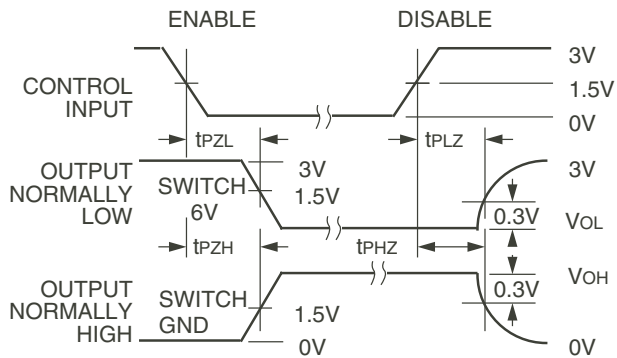 ENABLE DISABLE
3V
CONTROL INPUT
1.5V
0V
tPZL tPLZ
OUTPUT NORMALLY LOW
SWITCH 6V
3V
1.5V
3V
0.3V
VOL
tPZH tPHZ
OUTPUT NORMALLY HIGH
SWITCH GND
1.5V
0V
VOH
0.3V
0V